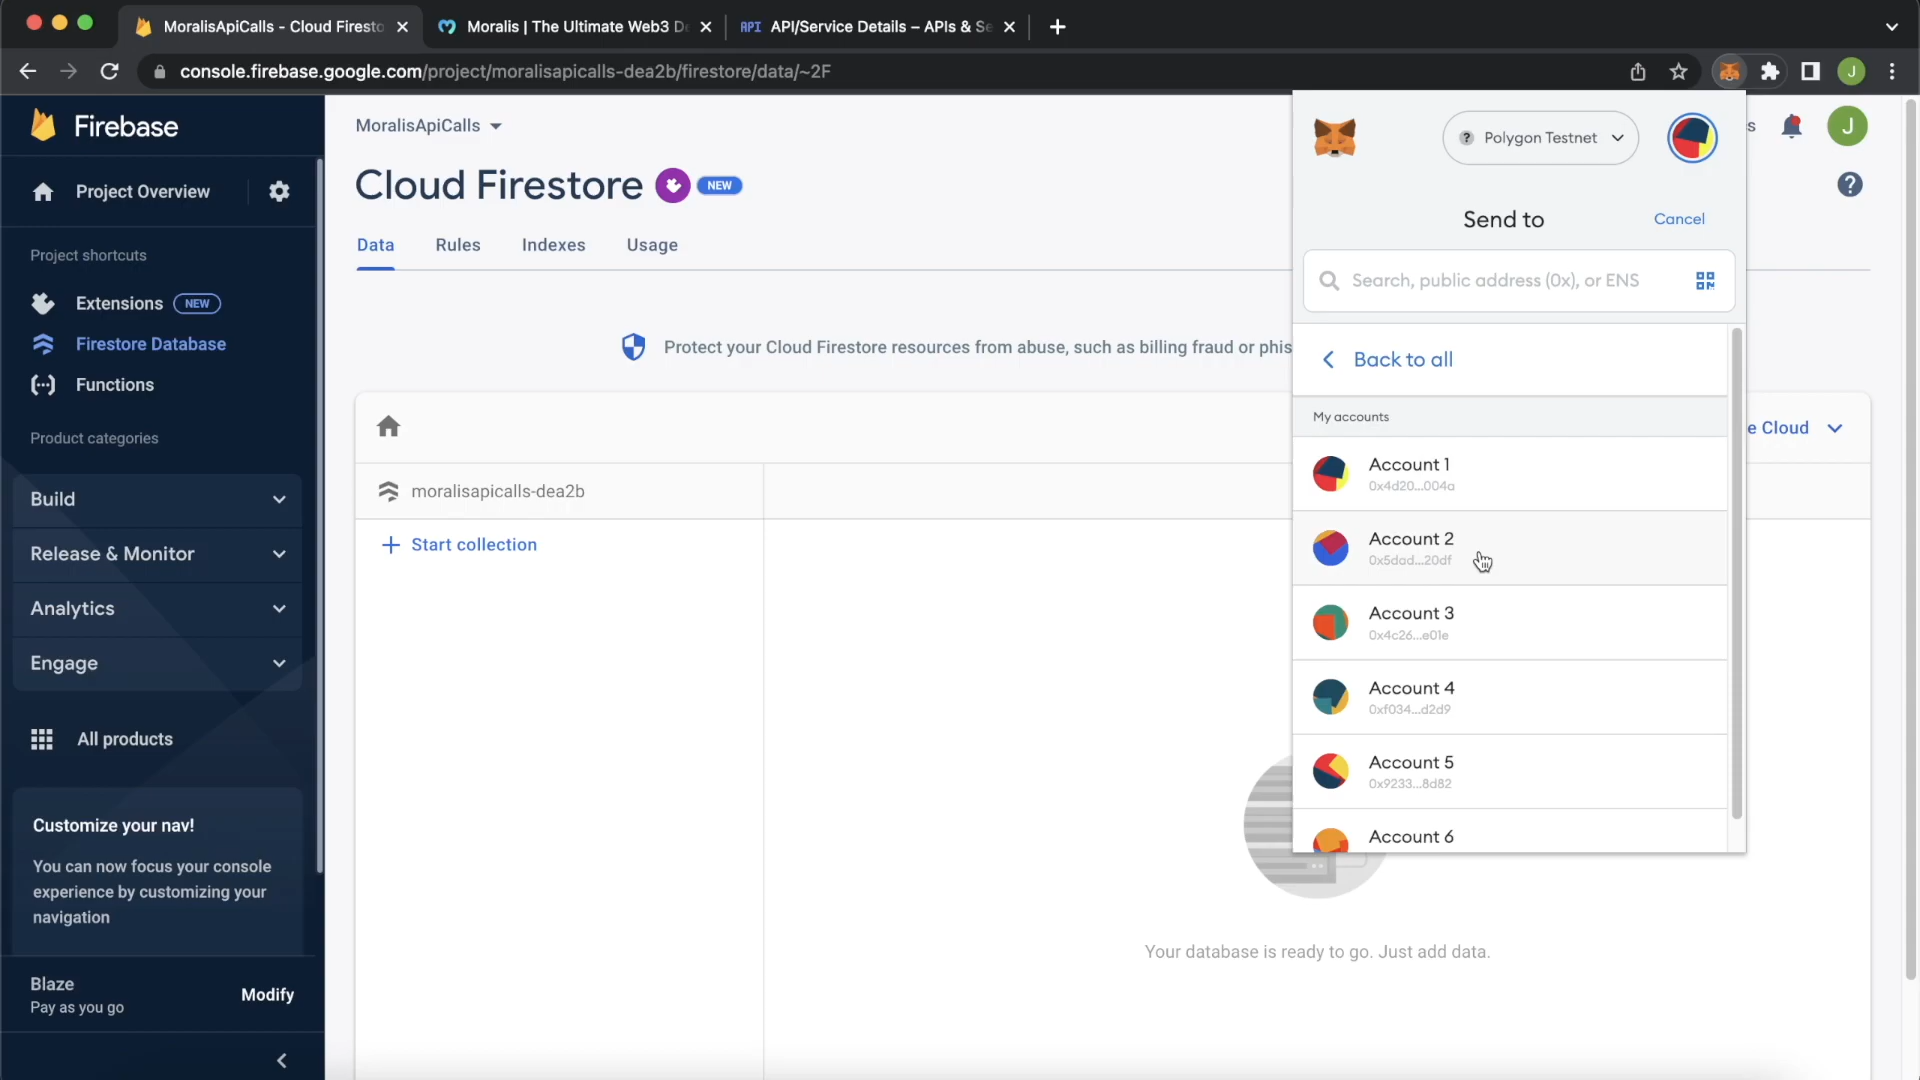 MoralisApiCalls - Cloud Firesto
Moralis | The Ultimate Web3 De
API API/Service Details – APIs & Se
console.firebase.google.com/project/moralisapicalls-dea2b/firestore/data/~2F
J
Firebase
Project Overview
Project shortcuts
Extensions NEW
Firestore Database
Functions
Product categories
Build
Release & Monitor
Analytics
Engage
All products
Customize your nav!
You can now focus your console
experience by customizing your
navigation
Blaze
Pay as you go
Modify
MoralisApiCalls
Cloud Firestore NEW
Data Rules Indexes Usage
Protect your Cloud Firestore resources from abuse, such as billing fraud or phis
e Cloud
moralisapicalls-dea2b
Start collection
Your database is ready to go. Just add data.
s
J
Polygon Testnet
Send to
Cancel
Search, public address (0x), or ENS
Back to all
My accounts
Account 1
0x4d20...004a
Account 2
0x5dad...20df
Account 3
0x4c26...e01e
Account 4
0xf034...d2d9
Account 5
0x9233...8d82
Account 6